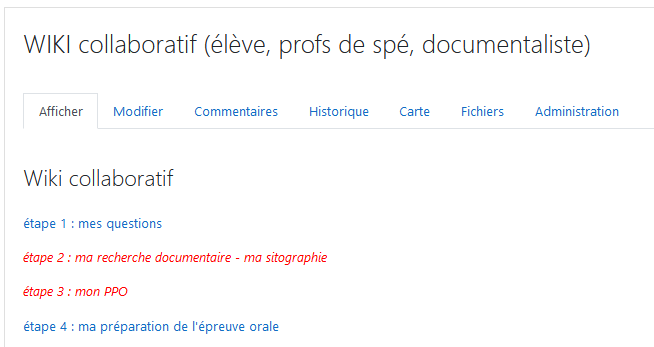 WIKI collaboratif (élève, profs de spé, documentaliste)
Afficher Modifier Commentaires Historique Carte Fichiers Administration
Wiki collaboratif
étape 1 : mes questions
étape 2 : ma recherche documentaire - ma sitographie
étape 3 : mon PPO
étape 4 : ma préparation de l'épreuve orale